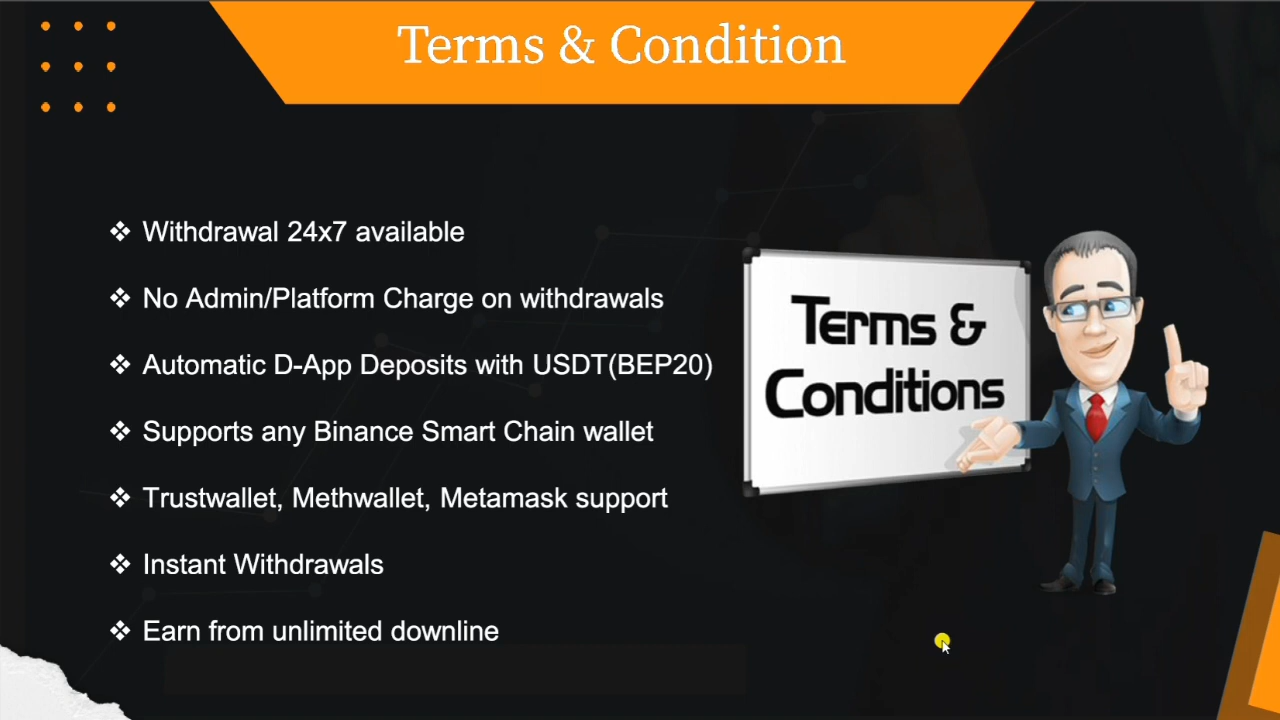 Terms & Condition
Withdrawal 24x7 available
No Admin/Platform Charge on withdrawals
Automatic D-App Deposits with USDT(BEP20)
Supports any Binance Smart Chain wallet
Trustwallet, Methwallet, Metamask support
Instant Withdrawals
Earn from unlimited downline
Terms &
Conditions